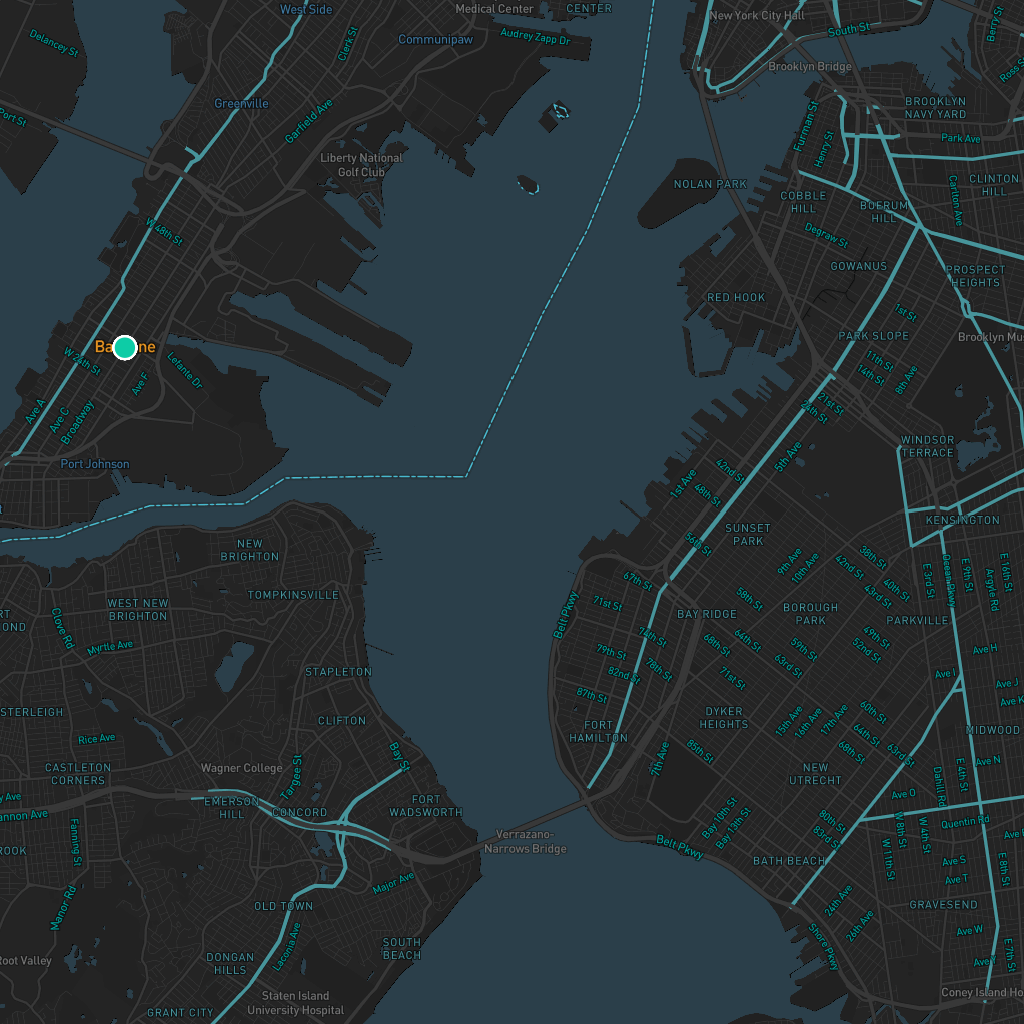 West Side
Medical Center
CENTER
New York City Hall
South St
Berry St
Delancey St
Clerk St
Communipaw
Audrey Zapp Dr
Brooklyn Bridge
Ross St
Port St
Greenville
Garfield Ave
Furman St
Henry St
BROOKLYN
NAVY YARD
Park Ave
Liberty National
Golf Club
NOLAN PARK
COBBLE
HILL
BOERUM
HILL
Carlton Ave
CLINTON
HILL
W 48th St
Degraw St
GOWANUS
PROSPECT
HEIGHTS
RED HOOK
1st St
PARK SLOPE
Brooklyn Mus
W 24th St
Lefante Dr
Ave F
11th St
14th St
8th Ave
Ave A
Ave C
Broadway
21st St
24th St
Port Johnson
5th Ave
WINDSOR
TERRACE
42nd St
1st Ave
48th St
KENSINGTON
SUNSET
PARK
56th St
NEW
BRIGHTON
9th Ave
10th Ave
38th St
42nd St
40th St
43rd St
E 3rd St
Ocean Pkwy
E 9th St
Argyle Rd
E 16th St
67th St
TOMPKINSVILLE
WEST NEW
BRIGHTON
Clove Rd
Myrtle Ave
OND
71st St
Belt Pkwy
58th St
BAY RIDGE
BOROUGH
PARK
PARKVILLE
74th St
79th St
82nd St
78th St
68th St
64th St
71st St
59th St
63rd St
49th St
52nd St
Ave H
Ave I
Ave J
Ave K
STAPLETON
87th St
STERLEIGH
CLIFTON
FORT
HAMILTON
DYKER
HEIGHTS
15th Ave
16th Ave
17th Ave
60th St
64th St
63rd St
68th St
MIDWOOD
Rice Ave
Bay St
85th St
7th Ave
CASTLETON
CORNERS
Wagner College
Targee St
NEW
UTRECHT
Ave N
Dahill Rd
E 4th St
Ave O
EMERSON
HILL
CONCORD
FORT
WADSWORTH
Fanning St
Verrazano-
Narrows Bridge
Belt Pkwy
Bay 10th St
Bay 13th St
80th St
83rd St
W 8th St
W 4th St
Quentin Rd
ROOK
BATH BEACH
W 11th St
Ave S
Ave T
E 8th St
Major Ave
Manor Rd
OLD TOWN
24th Ave
26th Ave
GRAVESEND
Laconia Ave
SOUTH
BEACH
Shore Pkwy
Ave W
E 7th St
Root Valley
DONGAN
HILLS
Staten Island
University Hospital
Coney Island Ho
GRANT CITY